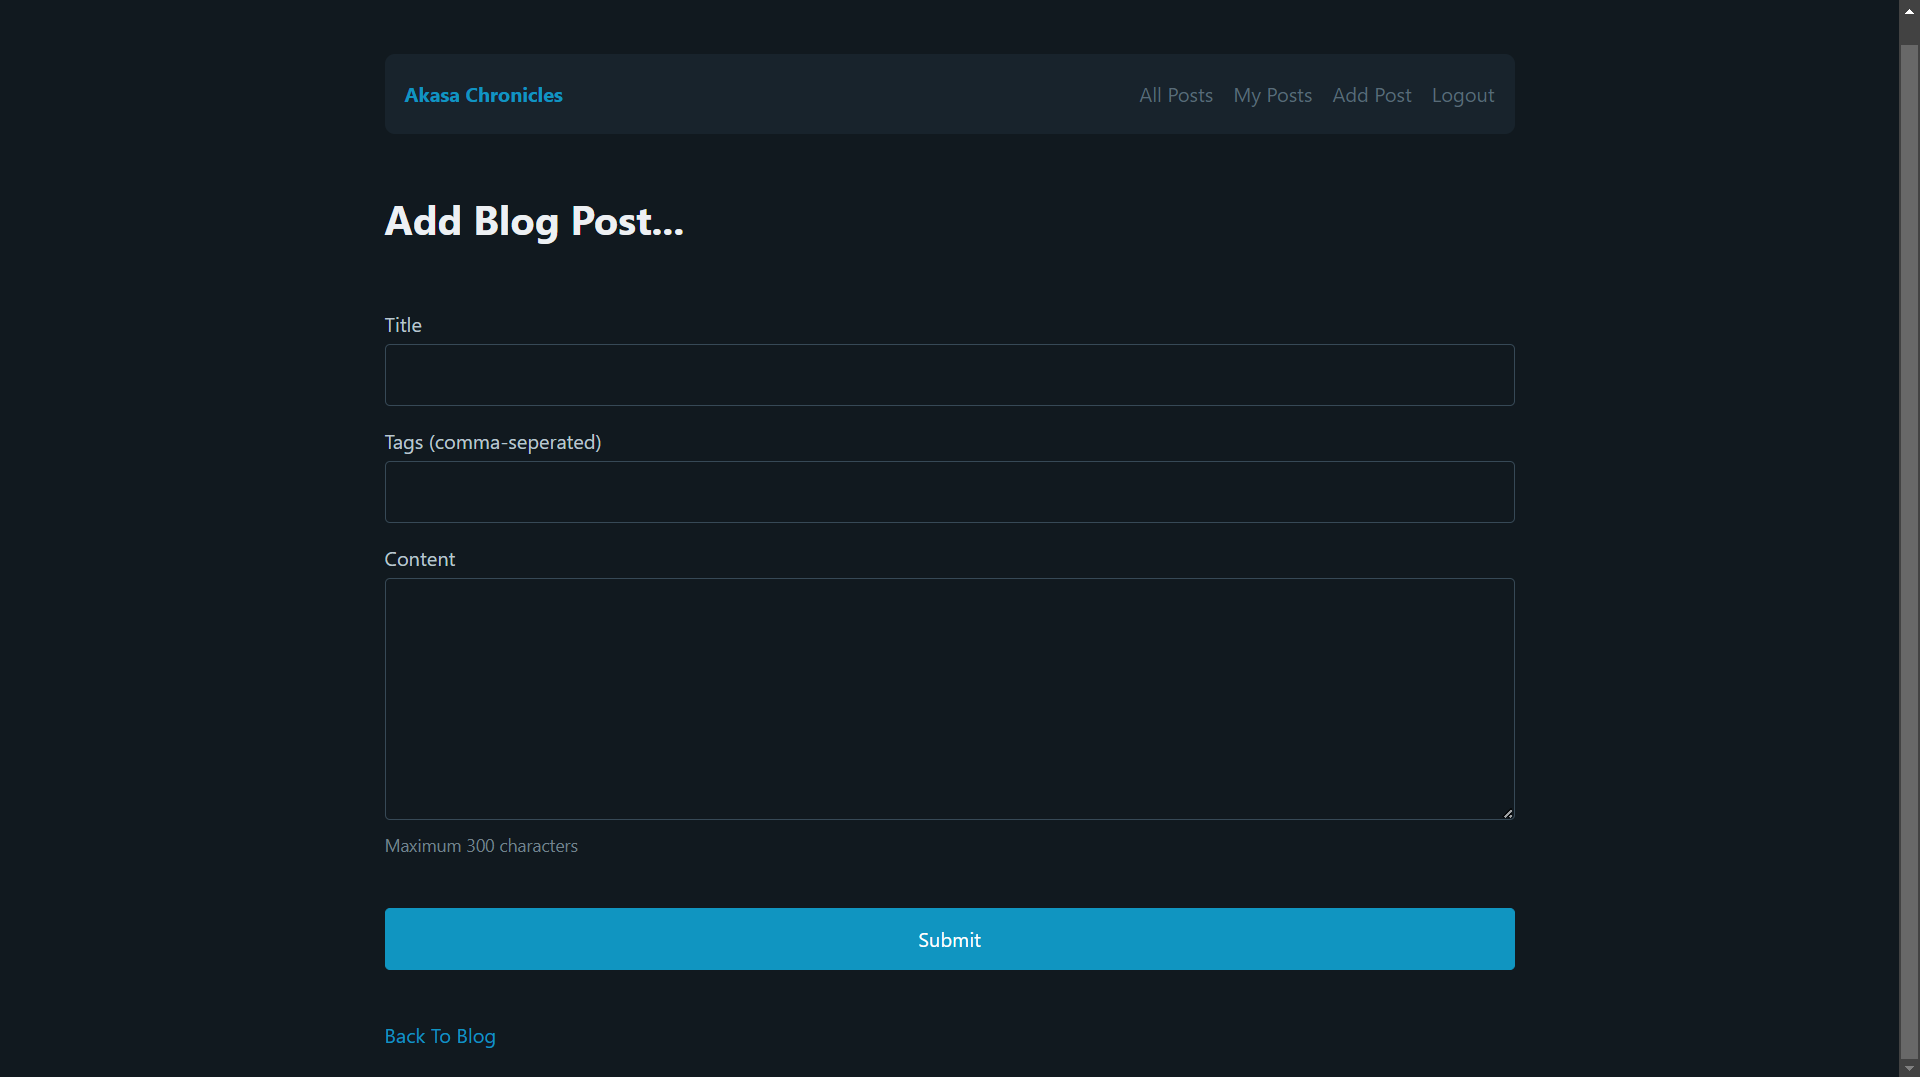 Akasa Chronicles All Posts My Posts Add Post Logout
Add Blog Post...
Title
Tags (comma-seperated)
Content
Maximum 300 characters
Submit
Back To Blog